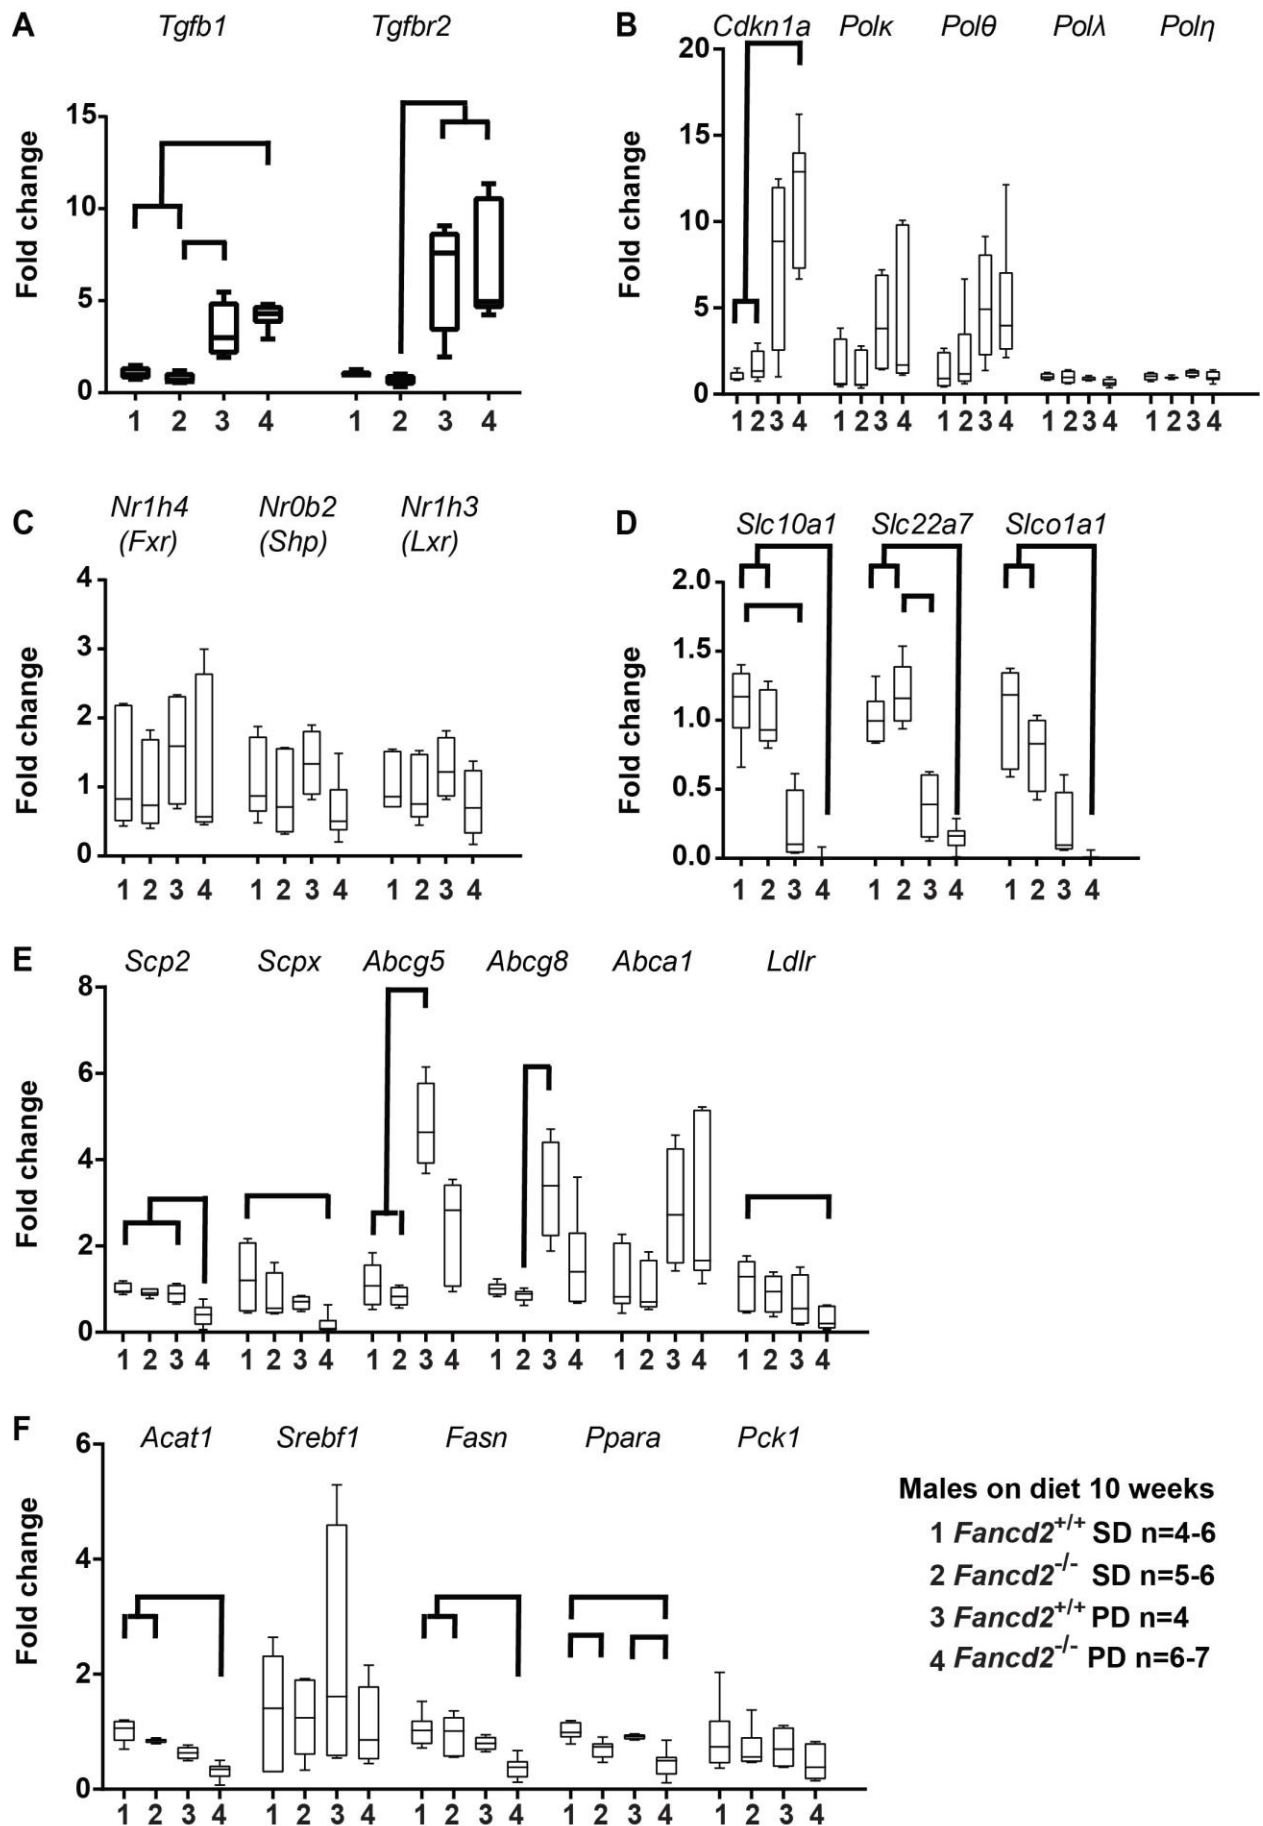 A
Tgfb1 Tgfbr2
Fold change
15
10
5
0
1 2 3 4 1 2 3 4
B
Cdkn1a Polκ Polθ Polλ Polη
Fold change
20
15
10
5
0
1 2 3 4 1 2 3 4 1 2 3 4 1 2 3 4 1 2 3 4
C
Nr1h4 Nr0b2 Nr1h3
(Fxr) (Shp) (Lxr)
Fold change
4
3
2
1
0
1 2 3 4 1 2 3 4 1 2 3 4
D
Slc10a1 Slc22a7 Slco1a1
Fold change
2.0
1.5
1.0
0.5
0.0
1 2 3 4 1 2 3 4 1 2 3 4
E
Scp2 Scpx Abcg5 Abcg8 Abca1 Ldlr
Fold change
8
6
4
2
0
1 2 3 4 1 2 3 4 1 2 3 4 1 2 3 4 1 2 3 4 1 2 3 4
F
Acat1 Srebf1 Fasn Ppara Pck1
Fold change
6
4
2
0
1 2 3 4 1 2 3 4 1 2 3 4 1 2 3 4 1 2 3 4
Males on diet 10 weeks
1 Fancd2+/+ SD n=4-6
2 Fancd2-/- SD n=5-6
3 Fancd2+/+ PD n=4
4 Fancd2-/- PD n=6-7